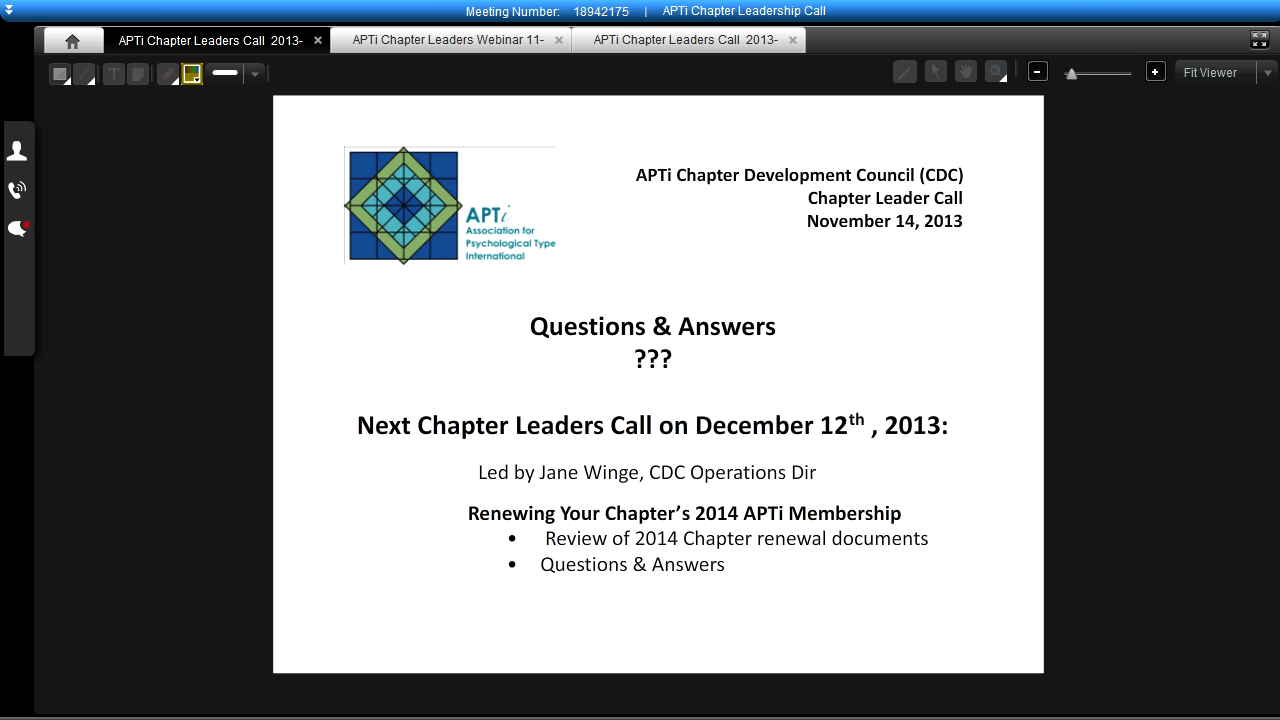 Meeting Number: 18942175 | APTi Chapter Leadership Call
APTi Chapter Leaders Call 2013-
APTi Chapter Leaders Webinar 11-
APTi Chapter Leaders Call 2013-
T
Fit Viewer
APTi
Association for
Psychological Type
International
APTi Chapter Development Council (CDC)
Chapter Leader Call
November 14, 2013
Questions & Answers
???
Next Chapter Leaders Call on December 12th , 2013:
Led by Jane Winge, CDC Operations Dir
Renewing Your Chapter’s 2014 APTi Membership
• Review of 2014 Chapter renewal documents
• Questions & Answers